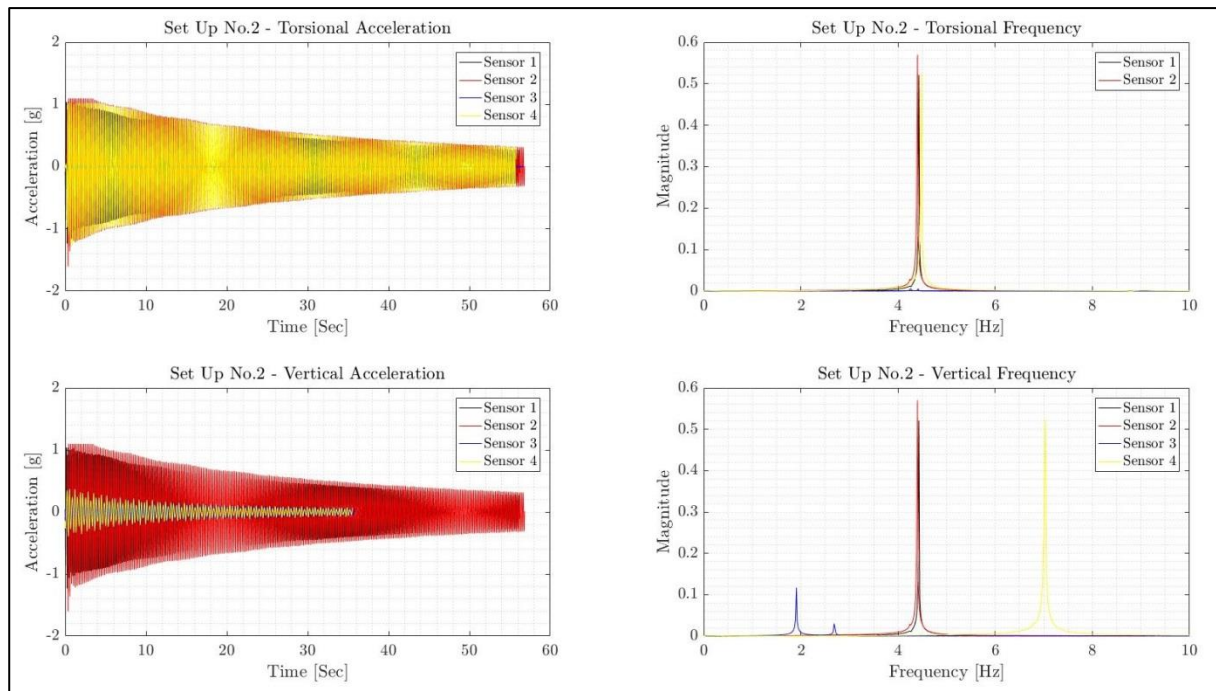 Set Up No.2 - Torsional Acceleration
2
1
0
-1
-2
Acceleration [g]
0 10 20 30 40 50 60
Time [Sec]
Sensor 1
Sensor 2
Sensor 3
Sensor 4
Set Up No.2 - Torsional Frequency
0.6
0.5
0.4
0.3
0.2
0.1
0
Magnitude
0 2 4 6 8 10
Frequency [Hz]
Sensor 1
Sensor 2
Set Up No.2 - Vertical Acceleration
2
1
0
-1
-2
Acceleration [g]
0 10 20 30 40 50 60
Time [Sec]
Sensor 1
Sensor 2
Sensor 3
Sensor 4
Set Up No.2 - Vertical Frequency
0.6
0.5
0.4
0.3
0.2
0.1
0
Magnitude
0 2 4 6 8 10
Frequency [Hz]
Sensor 1
Sensor 2
Sensor 3
Sensor 4